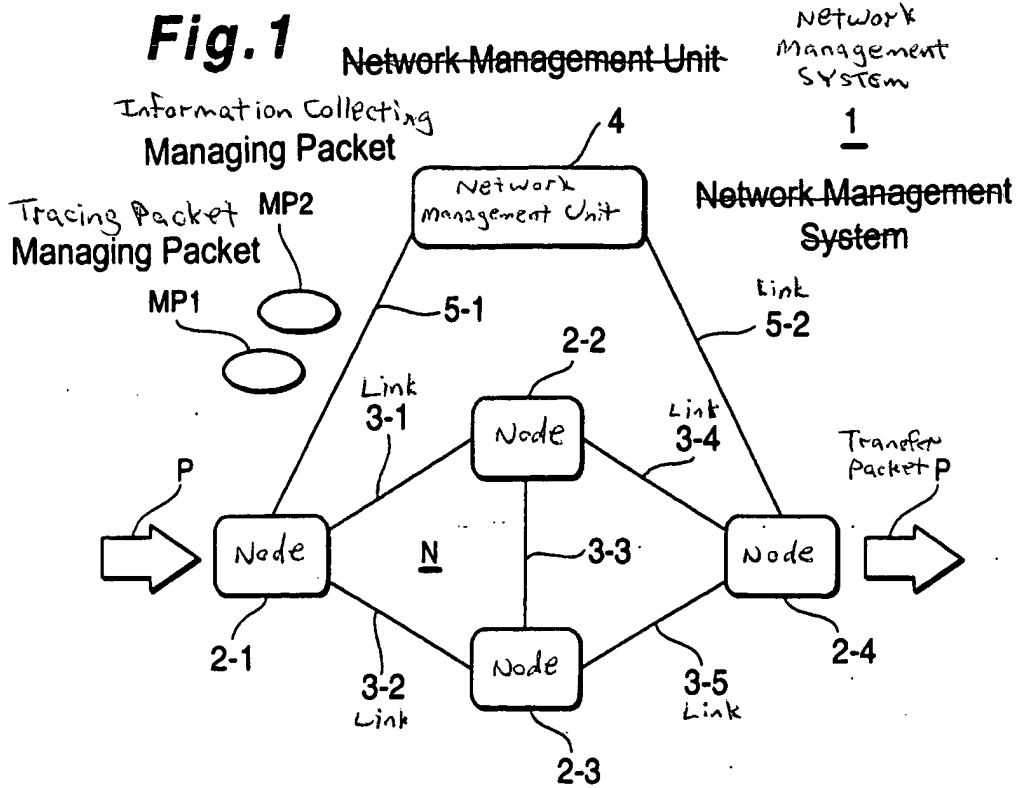 Fig.1
Network Management Unit
Network
Management
SYSTEM
1
Network Management
System
Information Collecting
Managing Packet
MP2
Tracing Packet
Managing Packet
MP1
4
Network
Management Unit
5-1
Link
5-2
2-2
Link
3-1
Node
Link
3-4
P
Transfer
Packet P
Node
N
3-3
Node
2-1
3-2
Link
Node
3-5
Link
2-4
2-3